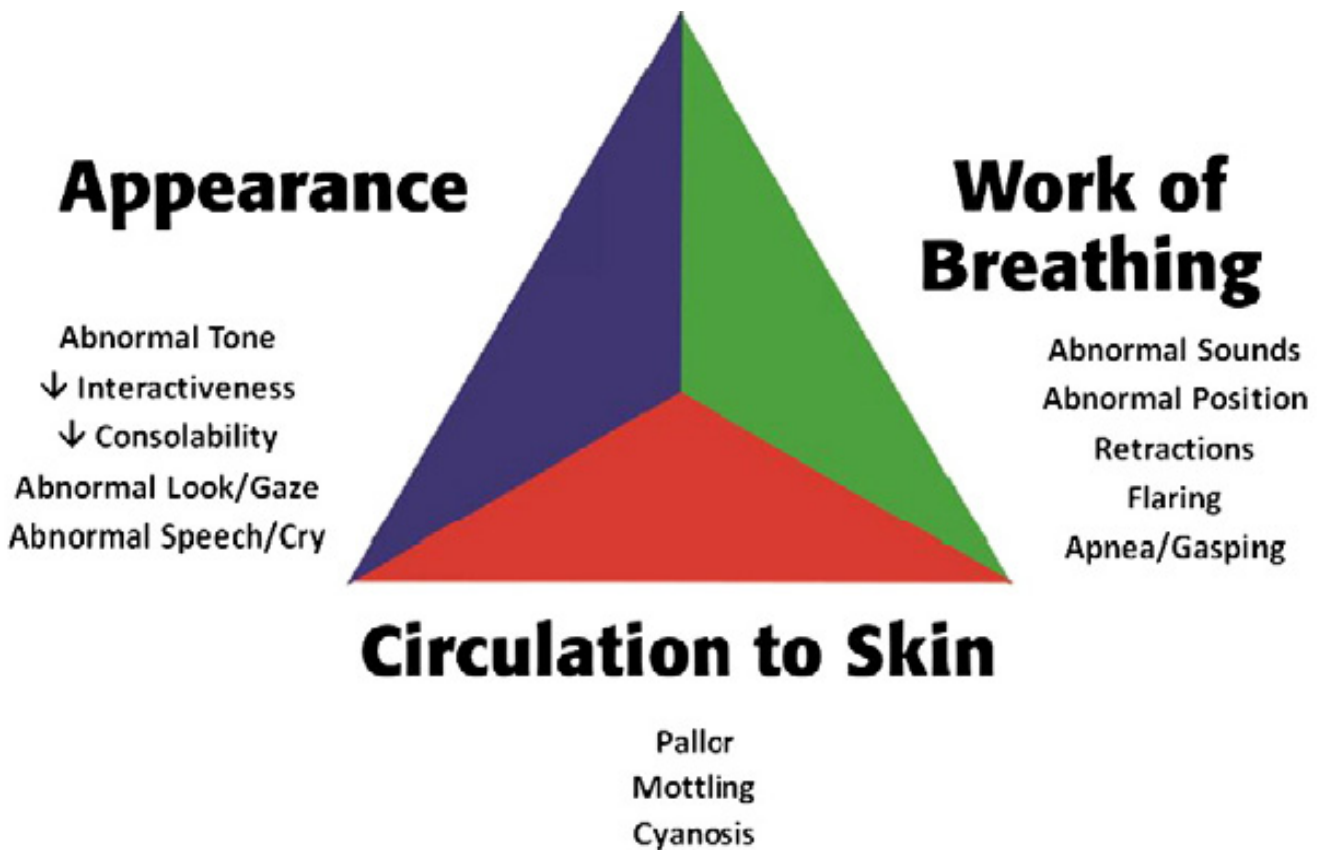 Appearance
Abnormal Tone
↓ Interactiveness
↓ Consolability
Abnormal Look/Gaze
Abnormal Speech/Cry
Work of
Breathing
Abnormal Sounds
Abnormal Position
Retractions
Flaring
Apnea/Gasping
Circulation to Skin
Pallor
Mottling
Cyanosis